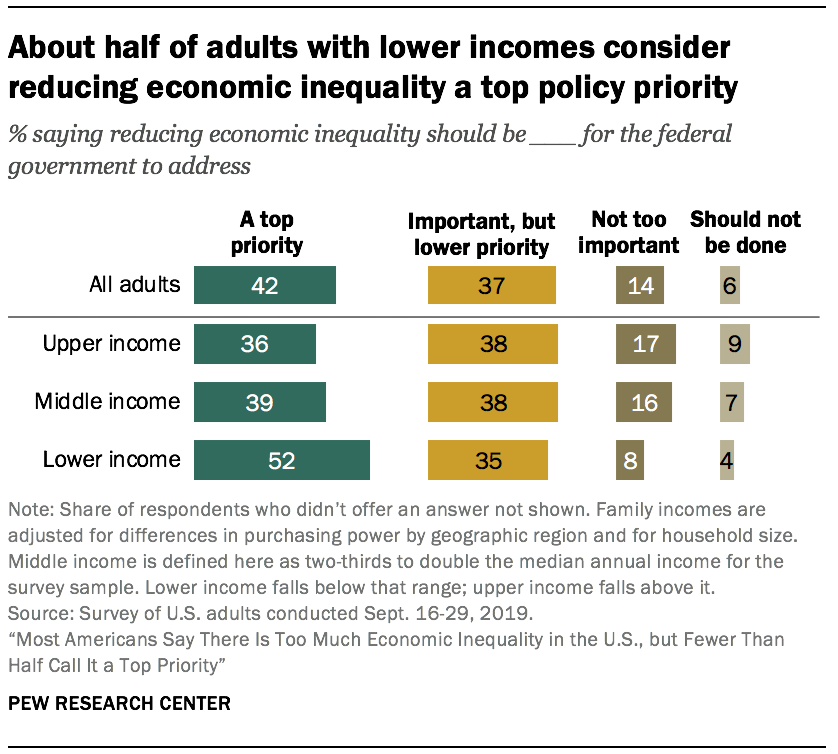 About half of adults with lower incomes consider
reducing economic inequality a top policy priority
% saying reducing economic inequality should be ____ for the federal
government to address
A top
priority
Important, but
lower priority
Not too
important
Should not
be done
All adults 42 37 14 6
Upper income 36 38 17 9
Middle income 39 38 16 7
Lower income 52 35 8 4
Note: Share of respondents who didn’t offer an answer not shown. Family incomes are
adjusted for differences in purchasing power by geographic region and for household size.
Middle income is defined here as two-thirds to double the median annual income for the
survey sample. Lower income falls below that range; upper income falls above it.
Source: Survey of U.S. adults conducted Sept. 16-29, 2019.
“Most Americans Say There Is Too Much Economic Inequality in the U.S., but Fewer Than
Half Call It a Top Priority”
PEW RESEARCH CENTER